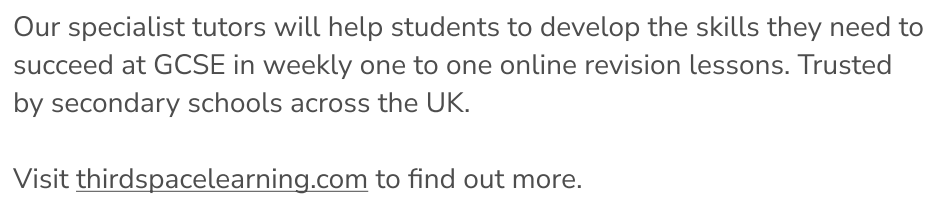 Our specialist tutors will help students to develop the skills they need to
succeed at GCSE in weekly one to one online revision lessons. Trusted
by secondary schools across the UK.
Visit thirdspacelearning.com to find out more.